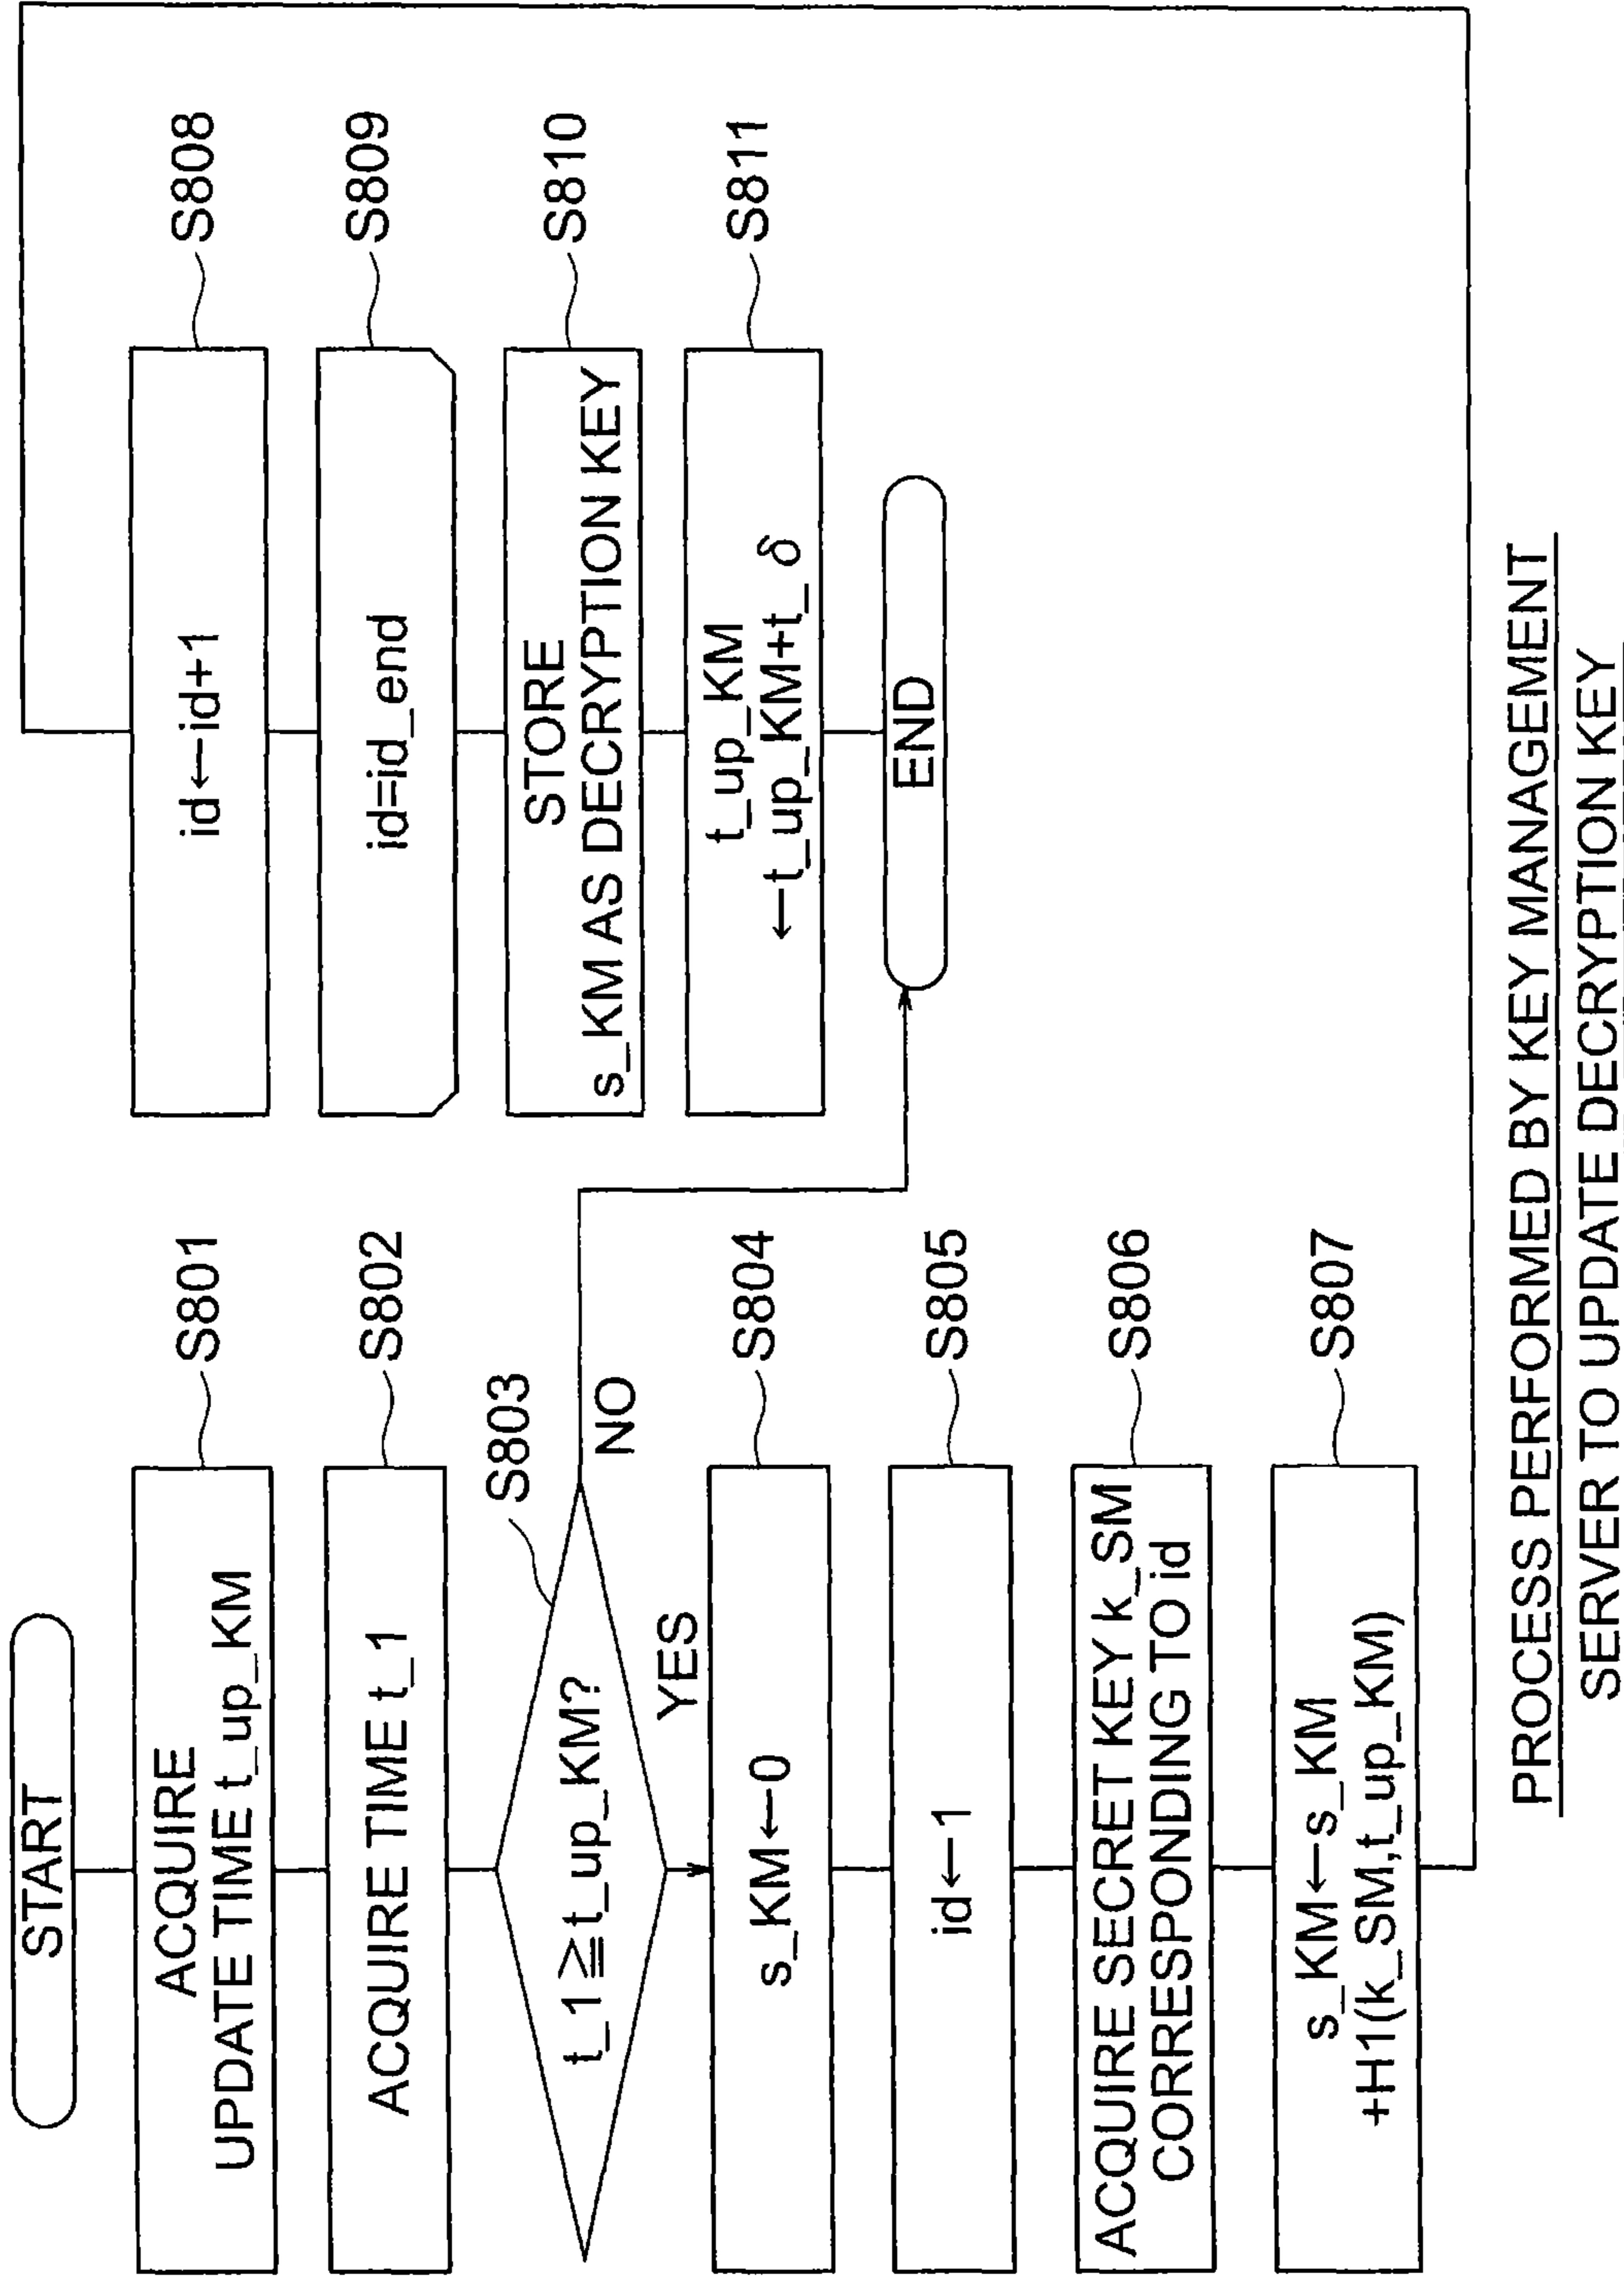 START
ACQUIRE
UPDATE TIME t_up_KM
S801
ACQUIRE TIME t_1
S802
t_1≧t_up_KM?
S803
NO
YES
s_KM←0
S804
id←1
S805
ACQUIRE SECRET KEY k_SM
CORRESPONDING TO id
S806
s_KM←s_KM
+H1(k_SM,t_up_KM)
S807
id←id+1
S808
id=id_end
S809
STORE
s_KM AS DECRYPTION KEY
S810
t_up_KM
←t_up_KM+t_δ
S811
END
PROCESS PERFORMED BY KEY MANAGEMENT
SERVER TO UPDATE DECRYPTION KEY